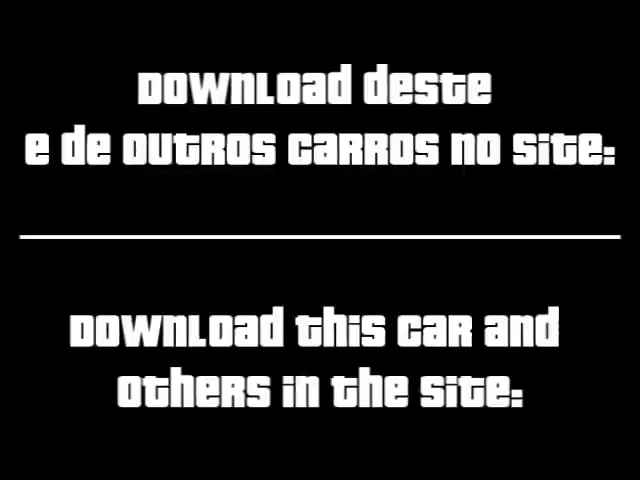 Download deste
e de outros carros no site:
Download this car and
others in the site: